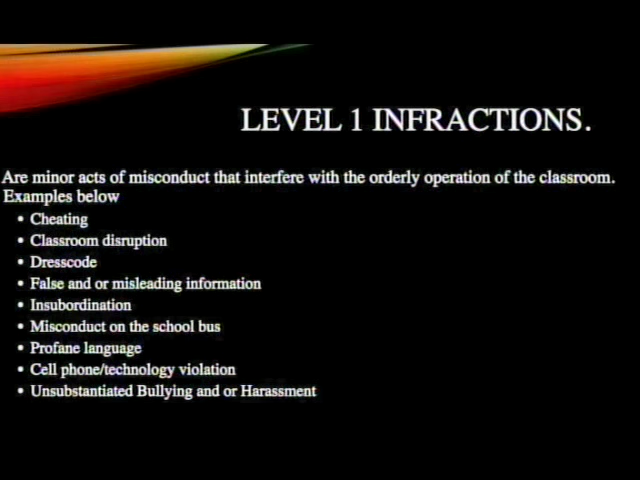 LEVEL 1 INFRACTIONS.
Are minor acts of misconduct that interfere with the orderly operation of the classroom.
Examples below
• Cheating
• Classroom disruption
• Dresscode
• False and or misleading information
• Insubordination
• Misconduct on the school bus
• Profane language
• Cell phone/technology violation
• Unsubstantiated Bullying and or Harassment